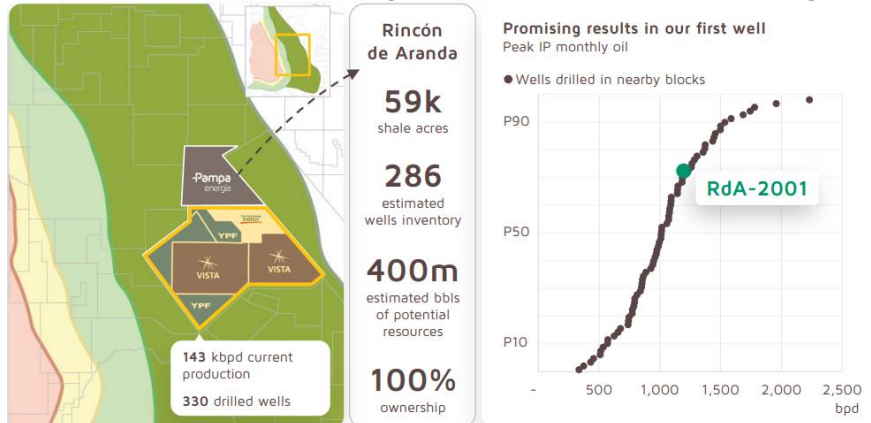 -Pampa
energía
YPF
ENERGY
VISTA
VISTA
YPF
143 kbpd current
production
330 drilled wells
Rincón
de Aranda
59k
shale acres
286
estimated
wells inventory
400m
estimated bbls
of potential
resources
100%
ownership
Promising results in our first well
Peak IP monthly oil
Wells drilled in nearby blocks
P90
P50
P10
RdA-2001
- 500 1,000 1,500 2,000 2,500
bpd